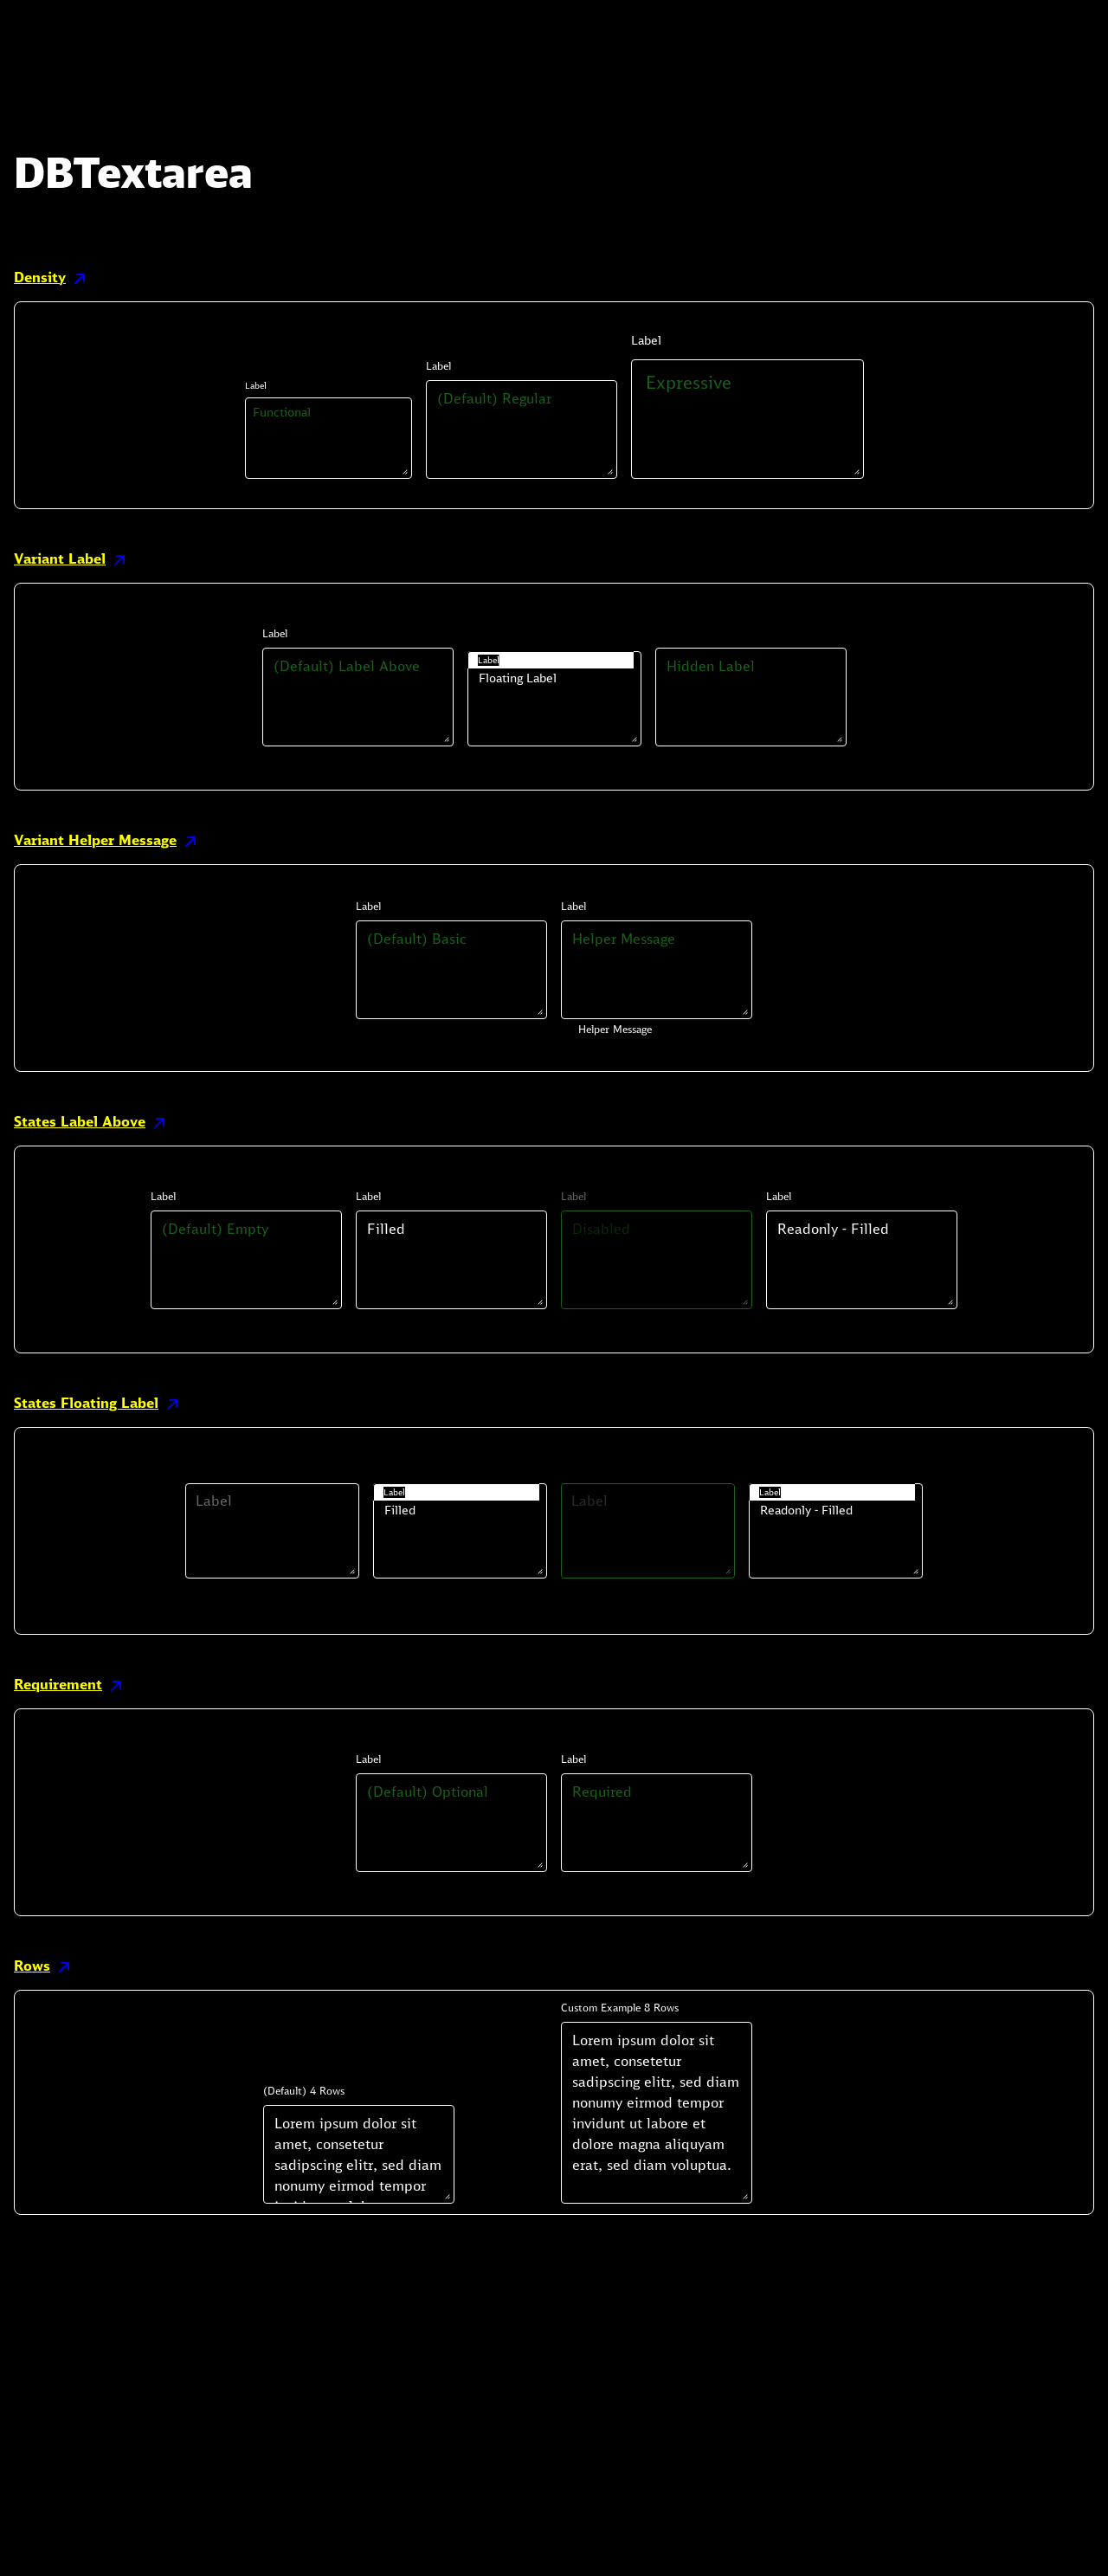 DBTextarea
Density
Label
Functional
Label
(Default) Regular
Label
Expressive
Variant Label
Label
(Default) Label Above
Label
Floating Label
Hidden Label
Variant Helper Message
Label
(Default) Basic
Label
Helper Message
Helper Message
States Label Above
Label
(Default) Empty
Label
Filled
Label
Disabled
Label
Readonly - Filled
States Floating Label
Label
Label
Filled
Label
Label
Readonly - Filled
Requirement
Label
(Default) Optional
Label
Required
Rows
(Default) 4 Rows
Lorem ipsum dolor sit
amet, consetetur
sadipscing elitr, sed diam
nonumy eirmod tempor
Custom Example 8 Rows
Lorem ipsum dolor sit
amet, consetetur
sadipscing elitr, sed diam
nonumy eirmod tempor
invidunt ut labore et
dolore magna aliquyam
erat, sed diam voluptua.